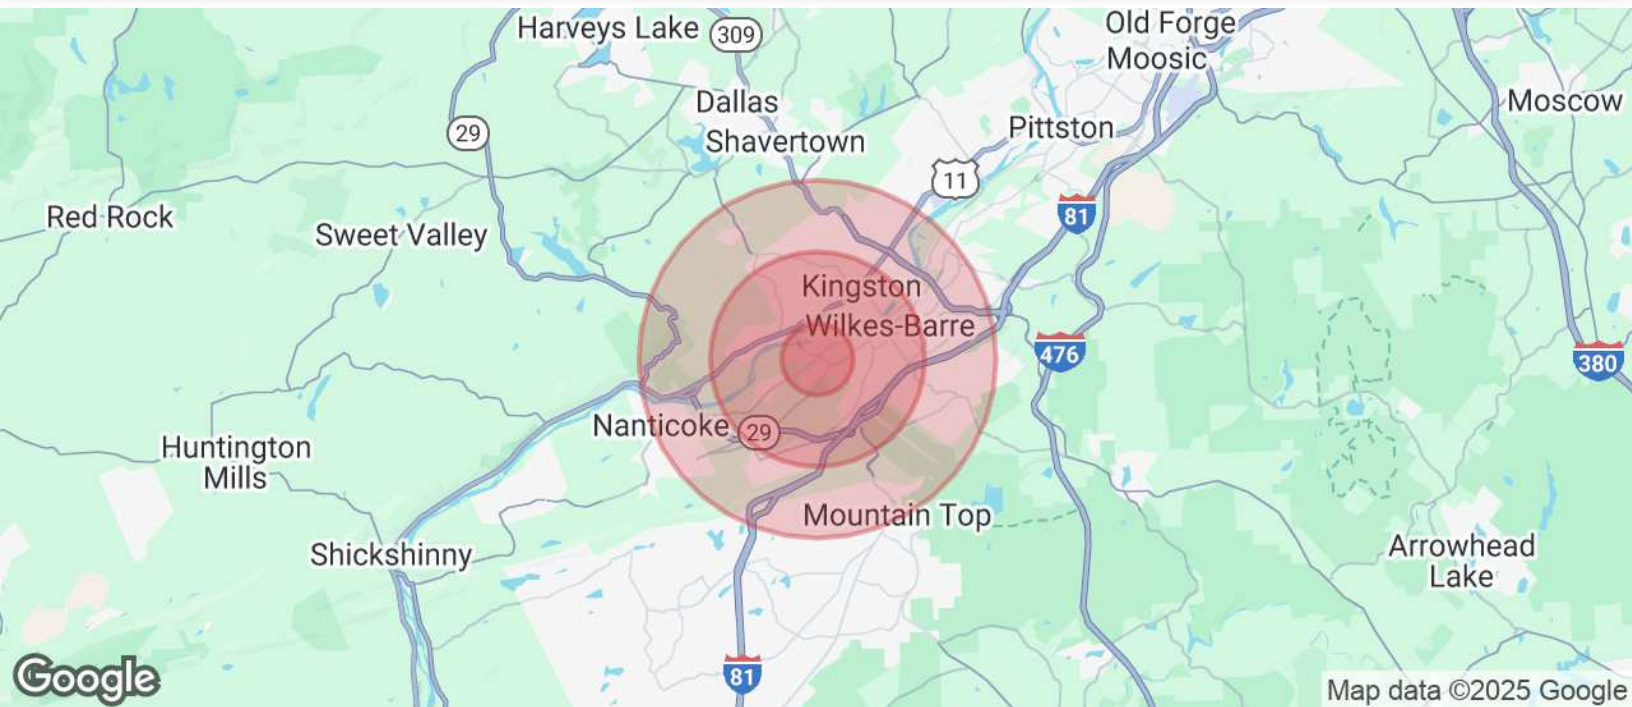 Harveys Lake
309
Old Forge
Moosic
Dallas
Moscow
29
Pittston
Shavertown
11
81
Red Rock
Sweet Valley
Kingston
Wilkes-Barre
476
380
Nanticoke
29
Huntington
Mills
Mountain Top
Shickshinny
Arrowhead
Lake
81
Google
Map data ©2025 Google